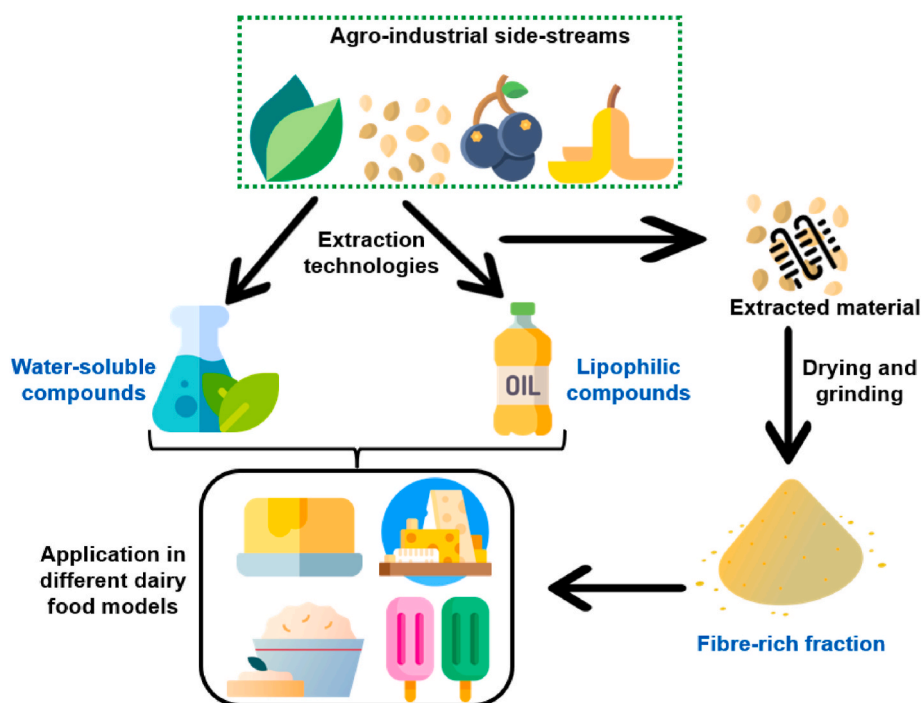 Agro-industrial side-streams
Extraction
technologies
Extracted material
Water-soluble
compounds
OIL
Lipophilic
compounds
Drying and
grinding
Application in
different dairy
food models
Fibre-rich fraction